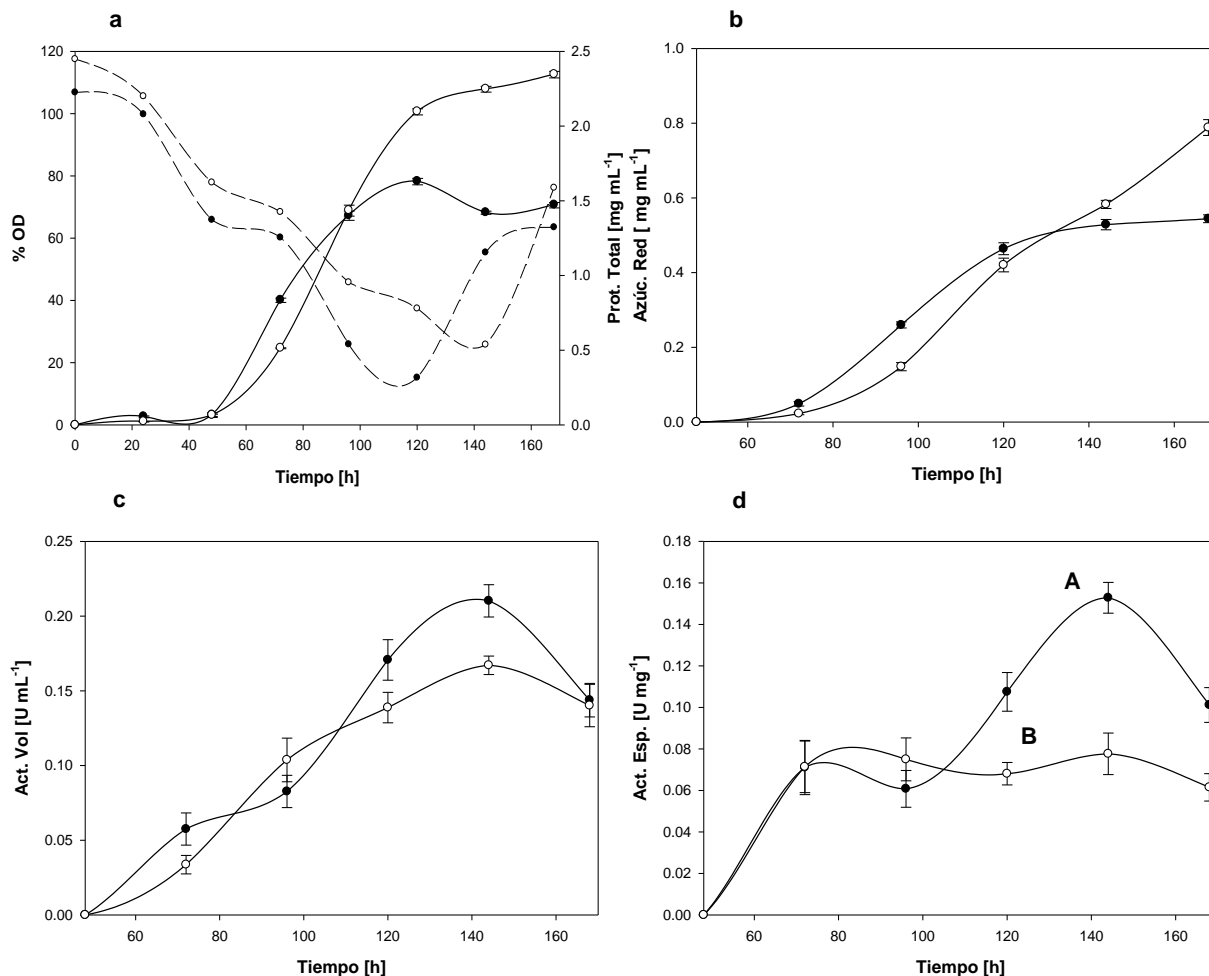 a
120
100
80
60
40
20
0
% OD
0 20 40 60 80 100 120 140 160
Tiempo [h]
2.5
2.0
1.5
1.0
0.5
0.0
Prot. Total [mg mL-1]
b
1.0
0.8
0.6
0.4
0.2
0.0
Azúc. Red [ mg mL-1]
60 80 100 120 140 160
Tiempo [h]
c
0.25
0.20
0.15
0.10
0.05
0.00
Act. Vol [U mL-1]
60 80 100 120 140 160
Tiempo [h]
d
0.18
0.16
0.14
0.12
0.10
0.08
0.06
0.04
0.02
0.00
Act. Esp. [U mg-1]
A
B
60 80 100 120 140 160
Tiempo [h]